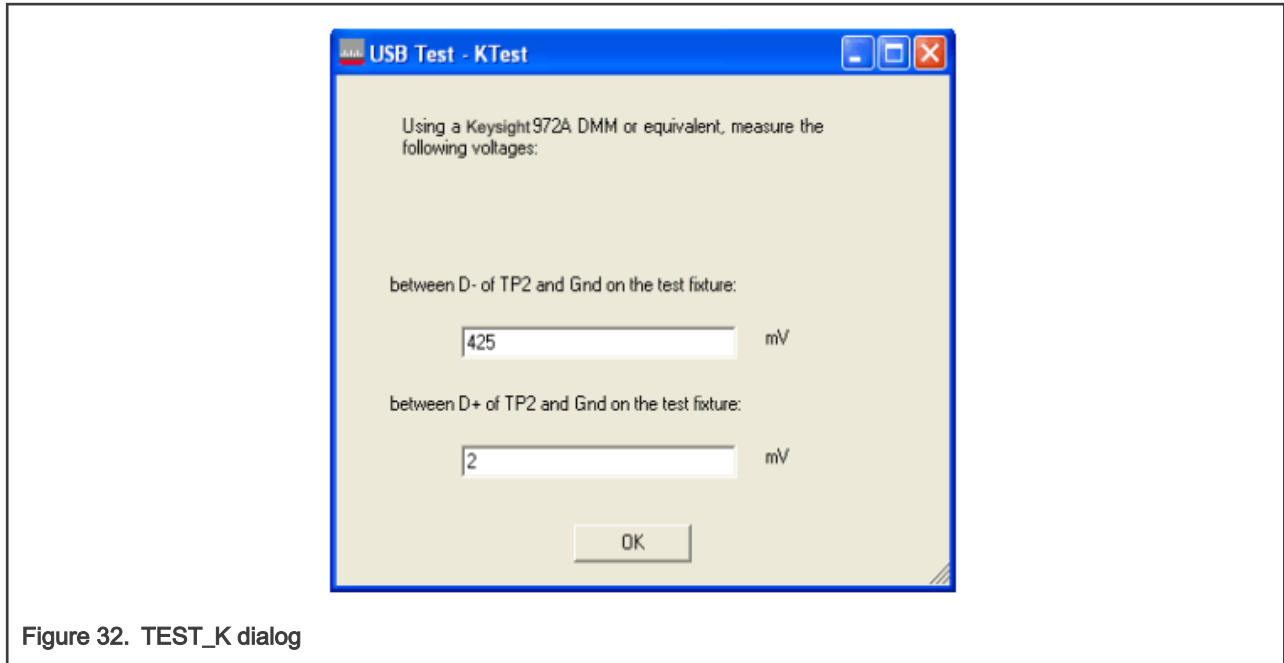 USB Test - KTest
Using a Keysight 972A DMM or equivalent, measure the
following voltages:
between D- of TP2 and Gnd on the test fixture:
425 mV
between D+ of TP2 and Gnd on the test fixture:
2 mV
OK
Figure 32. TEST_K dialog